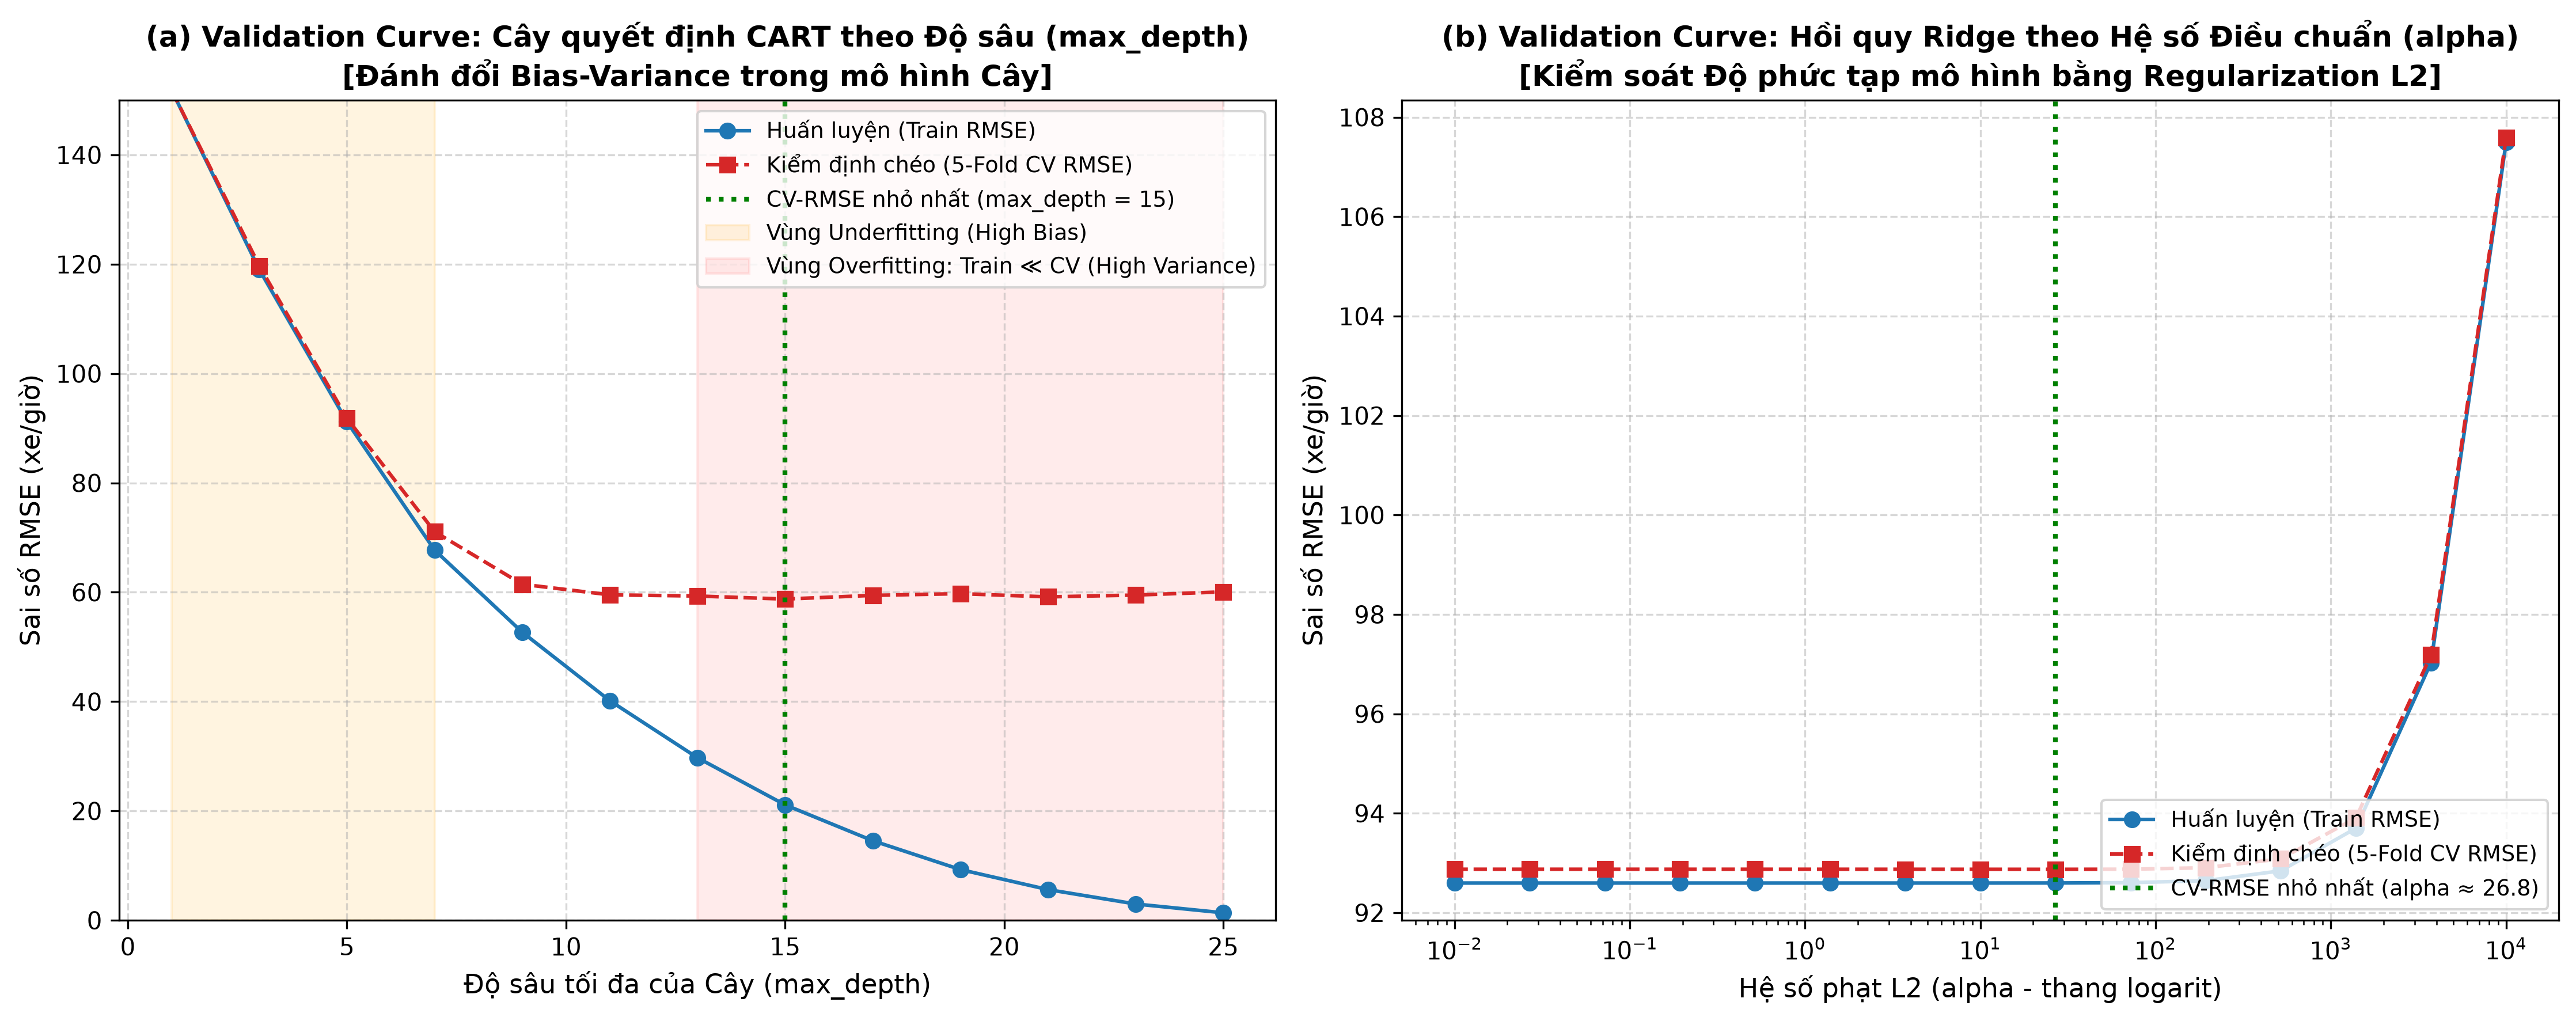 (a) Validation Curve: Cây quyết định CART theo Độ sâu (max_depth)
[Đánh đổi Bias-Variance trong mô hình Cây]
Sai số RMSE (xe/giờ)
140
120
100
80
60
40
20
0
Huấn luyện (Train RMSE)
Kiểm định chéo (5-Fold CV RMSE)
CV-RMSE nhỏ nhất (max_depth = 15)
Vùng Underfitting (High Bias)
Vùng Overfitting: Train ≪ CV (High Variance)
0 5 10 15 20 25
Độ sâu tối đa của Cây (max_depth)
(b) Validation Curve: Hồi quy Ridge theo Hệ số Điều chuẩn (alpha)
[Kiểm soát Độ phức tạp mô hình bằng Regularization L2]
Sai số RMSE (xe/giờ)
108
106
104
102
100
98
96
94
92
Huấn luyện (Train RMSE)
Kiểm định chéo (5-Fold CV RMSE)
CV-RMSE nhỏ nhất (alpha ≈ 26.8)
10⁻² 10⁻¹ 10⁰ 10¹ 10² 10³ 10⁴
Hệ số phạt L2 (alpha - thang logarit)